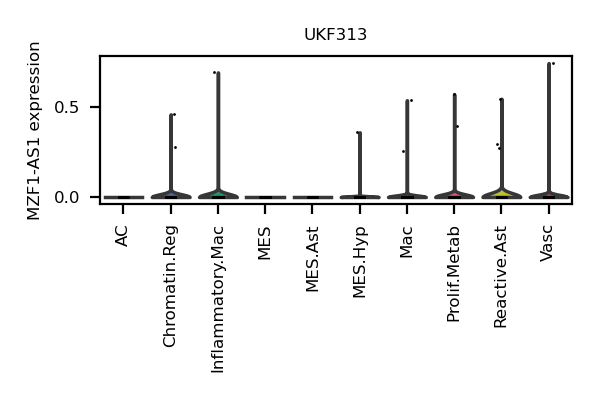 UKF313
MZF1-AS1 expression
0.5
0.0
AC
Chromatin.Reg
Inflammatory.Mac
MES
MES.Ast
MES.Hyp
Mac
Prolif.Metab
Reactive.Ast
Vasc